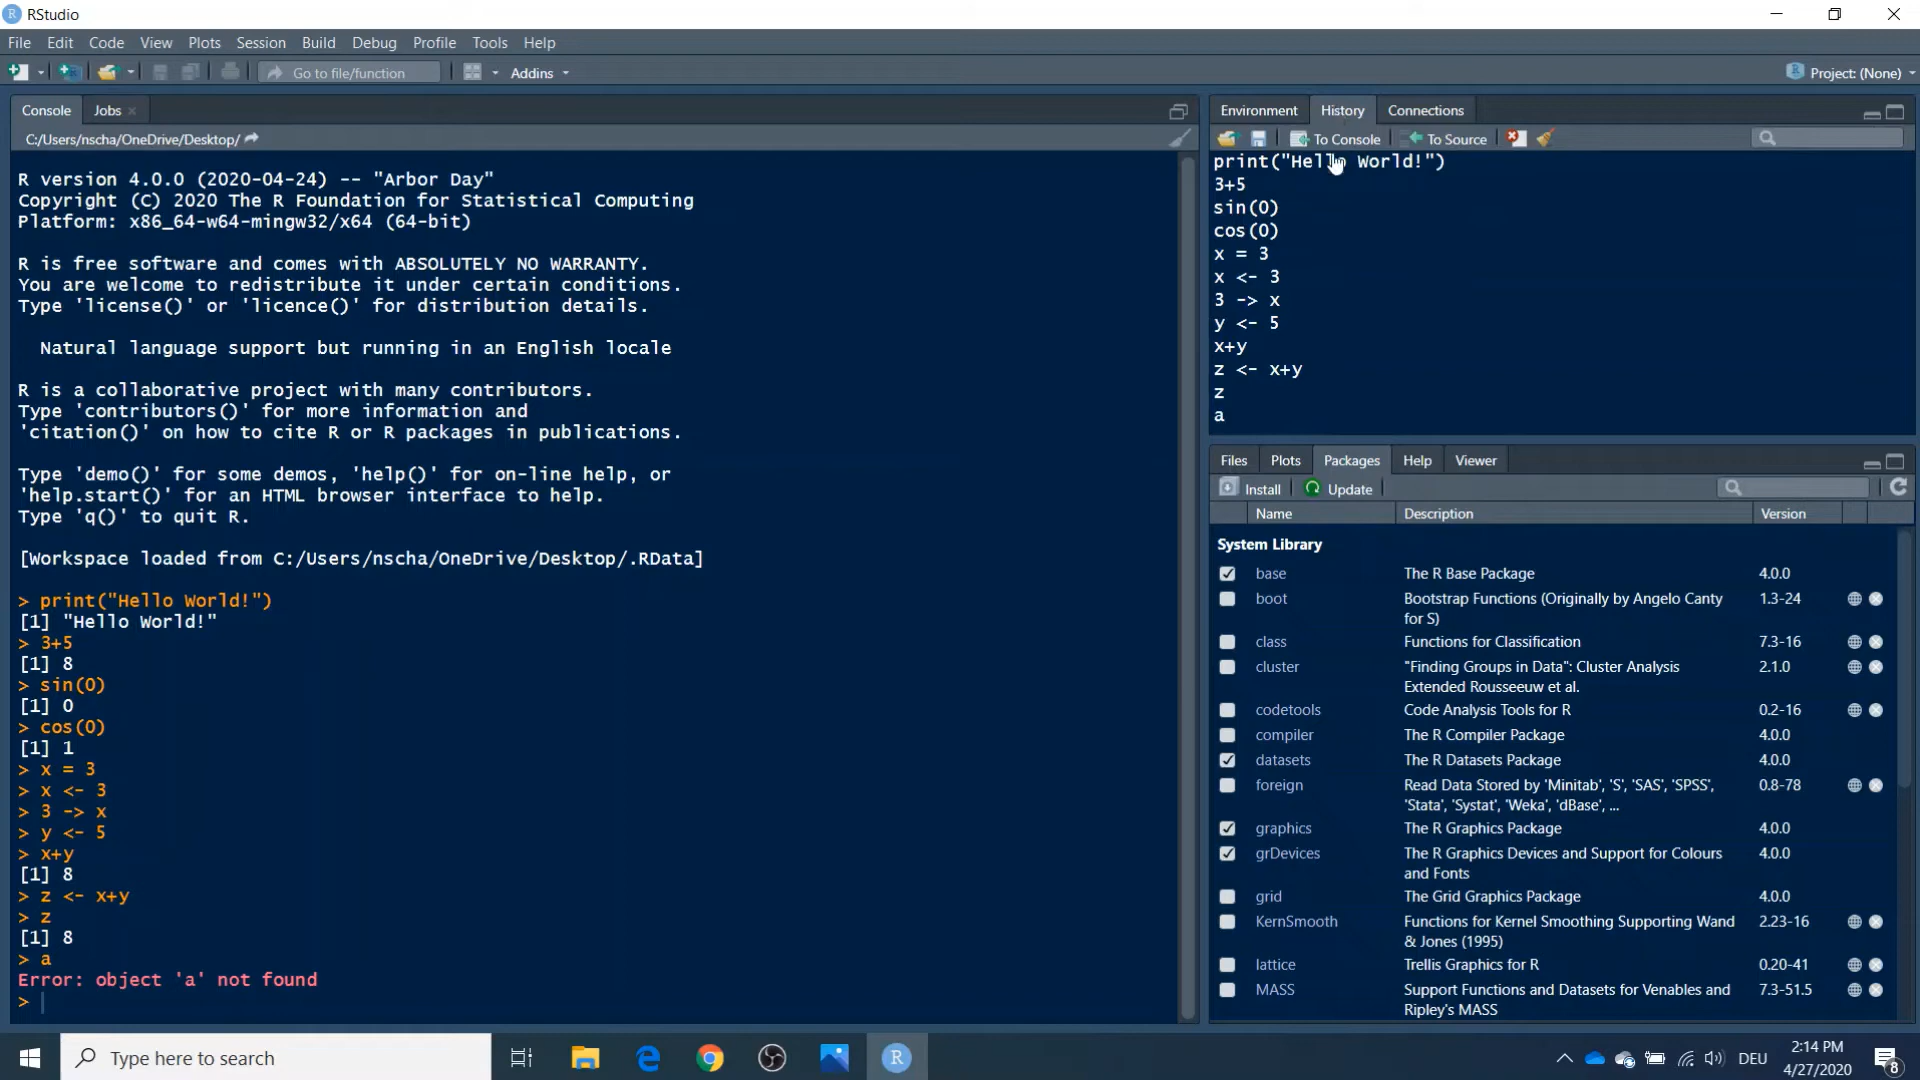 RStudio
File Edit Code View Plots Session Build Debug Profile Tools Help
Go to file/function Addins Project: (None)
Console Jobs
C:/Users/nscha/OneDrive/Desktop/
R version 4.0.0 (2020-04-24) -- "Arbor Day"
Copyright (C) 2020 The R Foundation for Statistical Computing
Platform: x86_64-w64-mingw32/x64 (64-bit)
R is free software and comes with ABSOLUTELY NO WARRANTY.
You are welcome to redistribute it under certain conditions.
Type 'license()' or 'licence()' for distribution details.
Natural language support but running in an English locale
R is a collaborative project with many contributors.
Type 'contributors()' for more information and
'citation()' on how to cite R or R packages in publications.
Type 'demo()' for some demos, 'help()' for on-line help, or
'help.start()' for an HTML browser interface to help.
Type 'q()' to quit R.
[Workspace loaded from C:/Users/nscha/OneDrive/Desktop/.RData]
> print("Hello World!")
[1] "Hello World!"
> 3+5
[1] 8
> sin(0)
[1] 0
> cos(0)
[1] 1
> x = 3
> x <- 3
> 3 -> x
> y <- 5
> x+y
[1] 8
> z <- x+y
> z
[1] 8
> a
Error: object 'a' not found
>
Environment History Connections
To Console To Source
print("Hello World!")
3+5
sin(0)
cos(0)
x = 3
x <- 3
3 -> x
y <- 5
x+y
z <- x+y
z
a
Files Plots Packages Help Viewer
Install Update
Name Description Version
System Library
base The R Base Package 4.0.0
boot Bootstrap Functions (Originally by Angelo Canty 1.3-24
for S)
class Functions for Classification 7.3-16
cluster "Finding Groups in Data": Cluster Analysis 2.1.0
Extended Rousseeuw et al.
codetools Code Analysis Tools for R 0.2-16
compiler The R Compiler Package 4.0.0
datasets The R Datasets Package 4.0.0
foreign Read Data Stored by 'Minitab', 'S', 'SAS', 'SPSS', 0.8-78
'Stata', 'Systat', 'Weka', 'dBase', ...
graphics The R Graphics Package 4.0.0
grDevices The R Graphics Devices and Support for Colours 4.0.0
and Fonts
grid The Grid Graphics Package 4.0.0
KernSmooth Functions for Kernel Smoothing Supporting Wand 2.23-16
& Jones (1995)
lattice Trellis Graphics for R 0.20-41
MASS Support Functions and Datasets for Venables and 7.3-51.5
Ripley's MASS
Type here to search
R
DEU
2:14 PM
4/27/2020
8